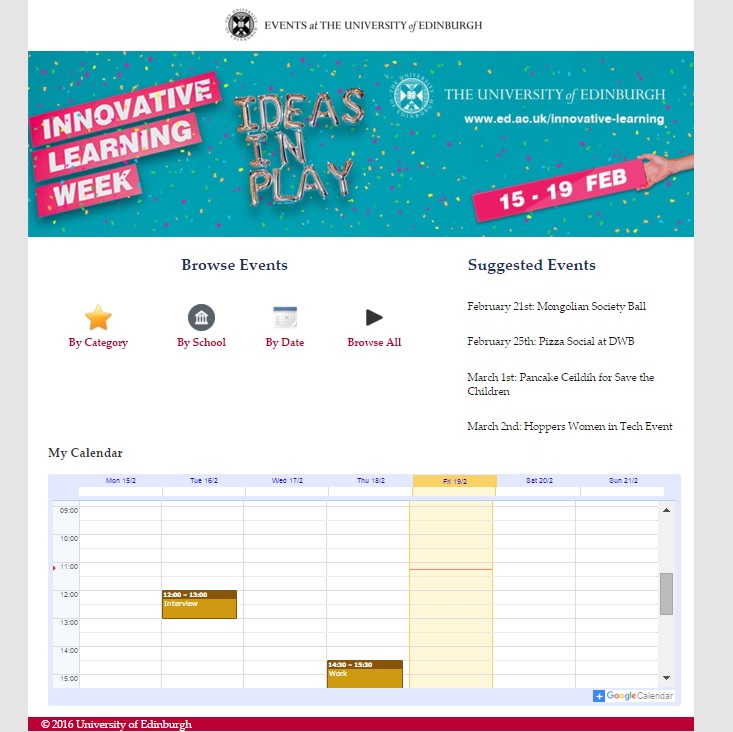 EVENTS at THE UNIVERSITY of EDINBURGH
INNOVATIVE
LEARNING
WEEK
IDEAS
IN
PLAY
THE UNIVERSITY of EDINBURGH
www.ed.ac.uk/innovative-learning
15 - 19 FEB
Browse Events
By Category
By School
By Date
Browse All
Suggested Events
February 21st: Mongolian Society Ball
February 25th: Pizza Social at DWB
March 1st: Pancake Ceildih for Save the
Children
March 2nd: Hoppers Women in Tech Event
My Calendar
Mon 15/2 Tue 16/2 Wed 17/2 Thu 18/2 Fri 19/2 Sat 20/2 Sun 21/2
09:00
10:00
11:00
12:00
12:00 – 13:00
Interview
13:00
14:00
14:30 – 15:30
Work
15:00
Google Calendar
© 2016 University of Edinburgh